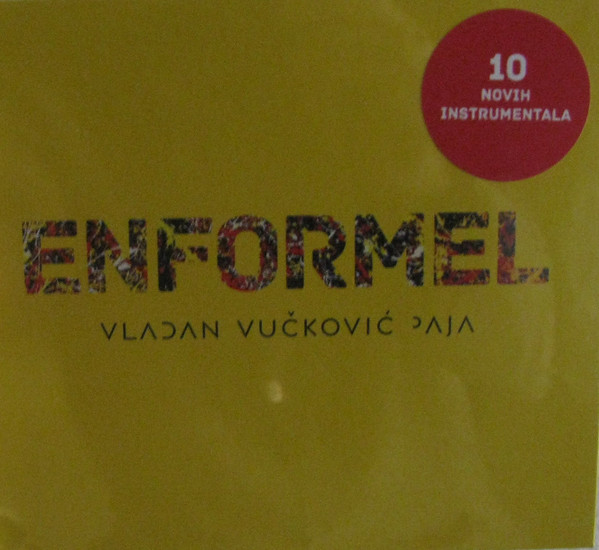 10
NOVIH
INSTRUMENTALA
ENFORMEL
VLADAN VUČKOVIĆ PAJA